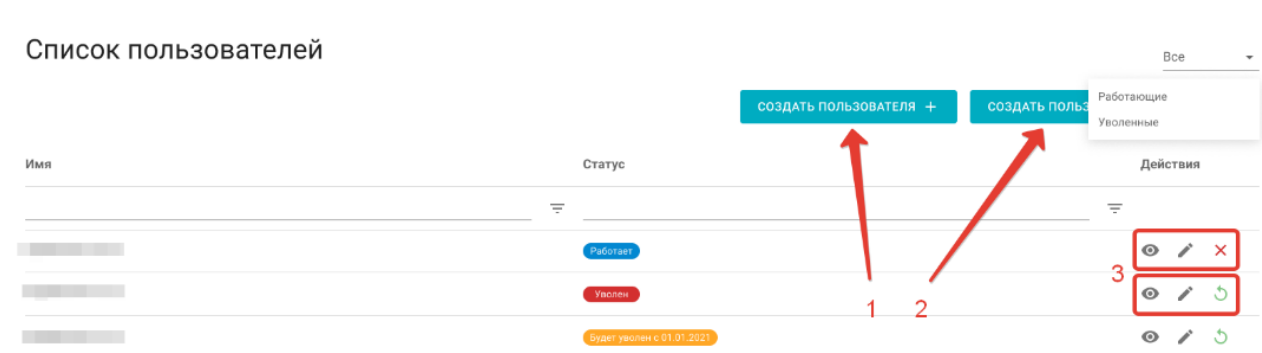 Список пользователей
Все
Работающие
Уволенные
СОЗДАТЬ ПОЛЬЗОВАТЕЛЯ +
СОЗДАТЬ
Имя
Статус
Действия
Работает
Уволен
Будет уволен с 01.01.2021
1
2
3